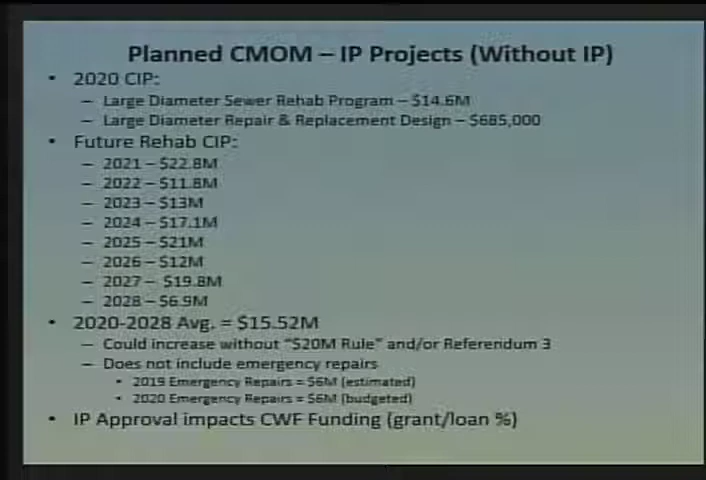 Planned CMOM – IP Projects (Without IP)
• 2020 CIP:
– Large Diameter Sewer Rehab Program – $14.6M
– Large Diameter Repair & Replacement Design – $685,000
• Future Rehab CIP:
– 2021 – $22.8M
– 2022 – $11.8M
– 2023 – $13M
– 2024 – $17.1M
– 2025 – $21M
– 2026 – $12M
– 2027 – $19.8M
– 2028 – $6.9M
• 2020-2028 Avg. = $15.52M
– Could increase without "$20M Rule" and/or Referendum 3
– Does not include emergency repairs
• 2019 Emergency Repairs = $6M (estimated)
• 2020 Emergency Repairs = $6M (budgeted)
• IP Approval impacts CWF Funding (grant/loan %)